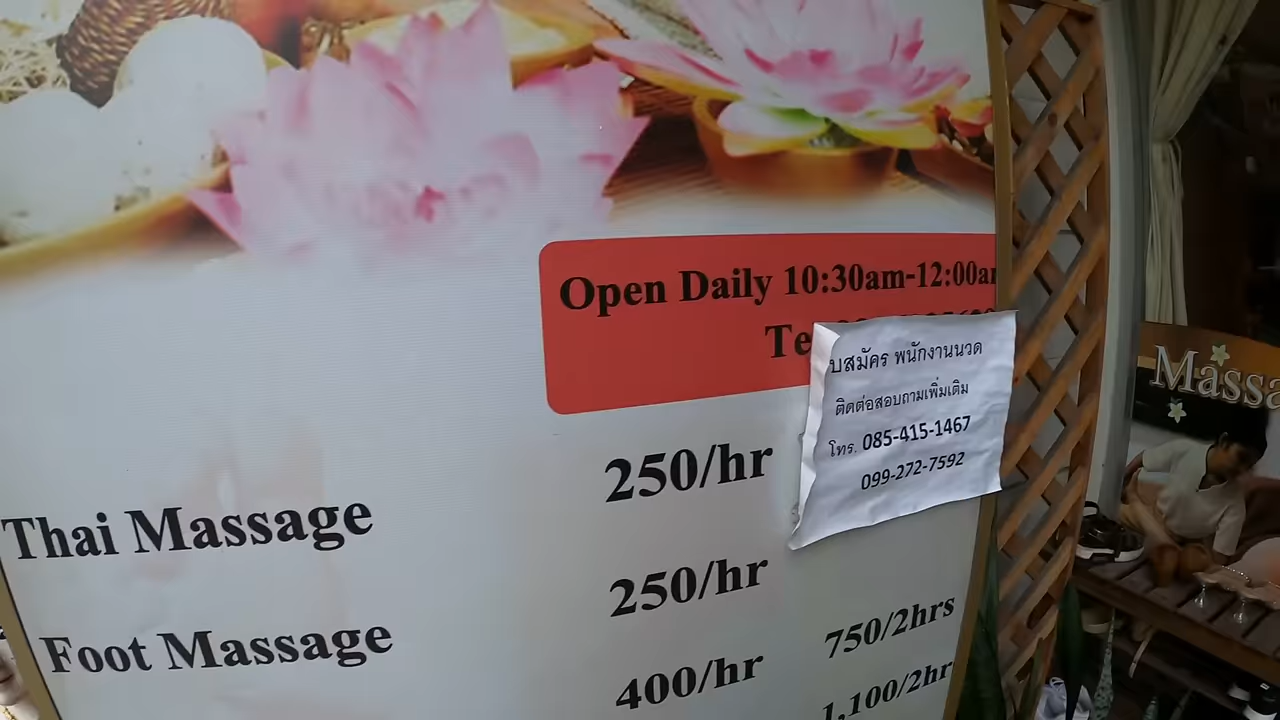 Open Daily 10:30am-12:00am
Te
บสมัคร พนักงานนวด
ติดต่อสอบถามเพิ่มเติม
โทร. 085-415-1467
099-272-7592
Thai Massage 250/hr
Foot Massage 250/hr
400/hr 750/2hrs
1,100/2hr
Massa